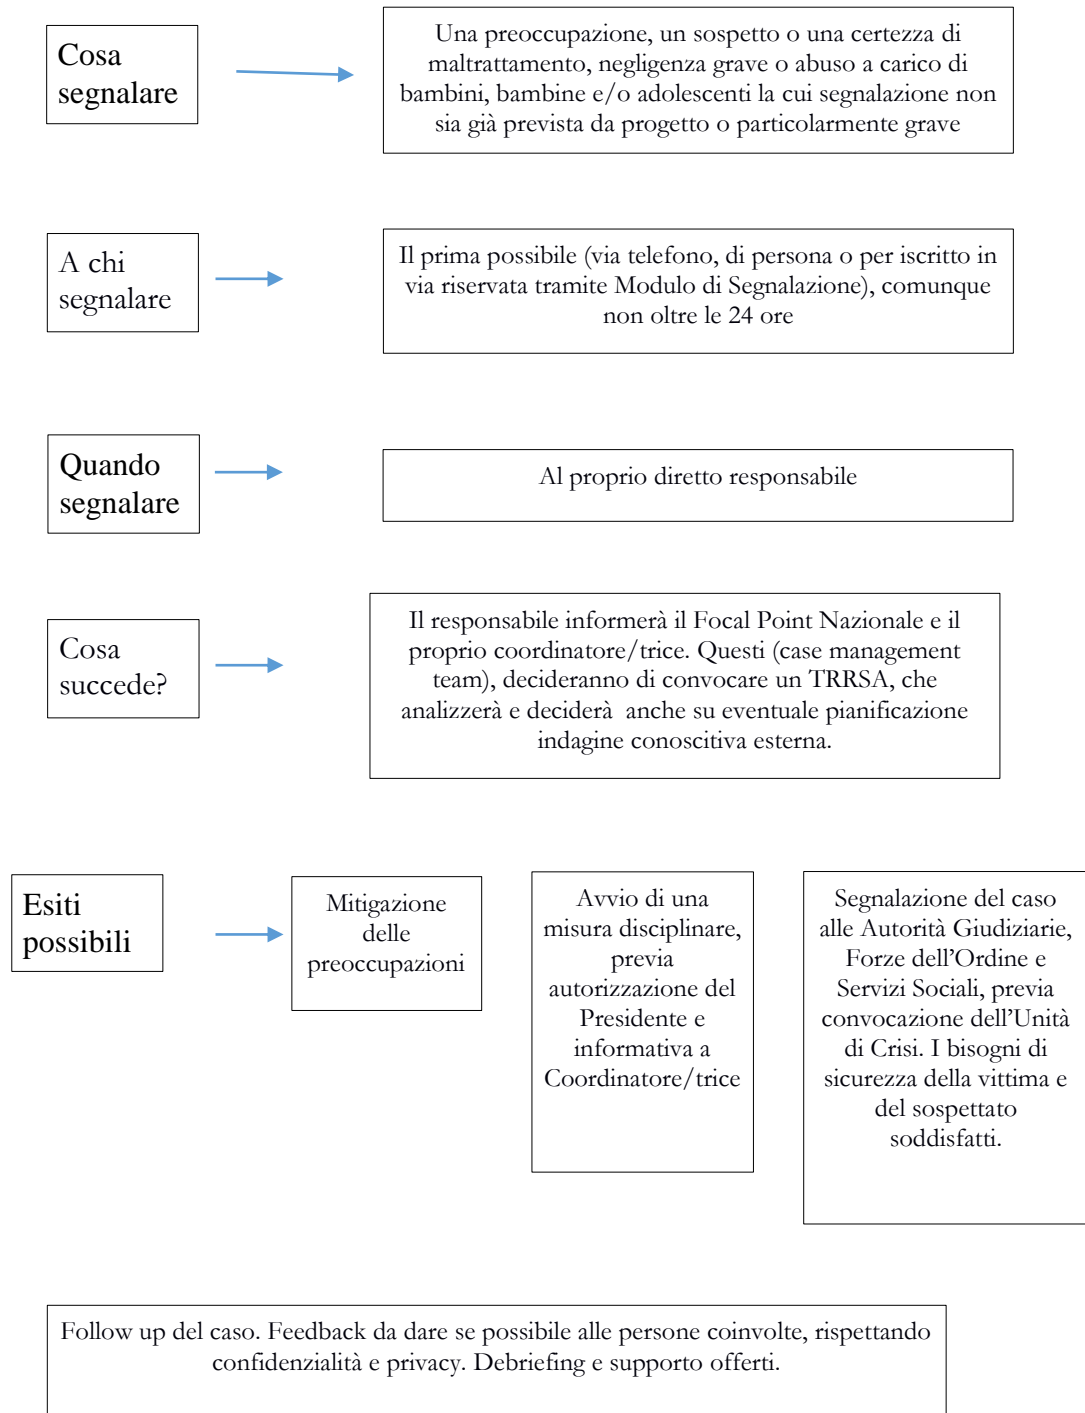 Cosa
segnalare
Una preoccupazione, un sospetto o una certezza di
maltrattamento, negligenza grave o abuso a carico di
bambini, bambine e/o adolescenti la cui segnalazione non
sia già prevista da progetto o particolarmente grave
A chi
segnalare
Il prima possibile (via telefono, di persona o per iscritto in
via riservata tramite Modulo di Segnalazione), comunque
non oltre le 24 ore
Quando
segnalare
Al proprio diretto responsabile
Cosa
succede?
Il responsabile informerà il Focal Point Nazionale e il
proprio coordinatore/trice. Questi (case management
team), decideranno di convocare un TRRSA, che
analizzerà e deciderà  anche su eventuale pianificazione
indagine conoscitiva esterna.
Esiti
possibili
Mitigazione
delle
preoccupazioni
Avvio di una
misura disciplinare,
previa
autorizzazione del
Presidente e
informativa a
Coordinatore/trice
Segnalazione del caso
alle Autorità Giudiziarie,
Forze dell’Ordine e
Servizi Sociali, previa
convocazione dell’Unità
di Crisi. I bisogni di
sicurezza della vittima e
del sospettato
soddisfatti.
Follow up del caso. Feedback da dare se possibile alle persone coinvolte, rispettando
confidenzialità e privacy. Debriefing e supporto offerti.